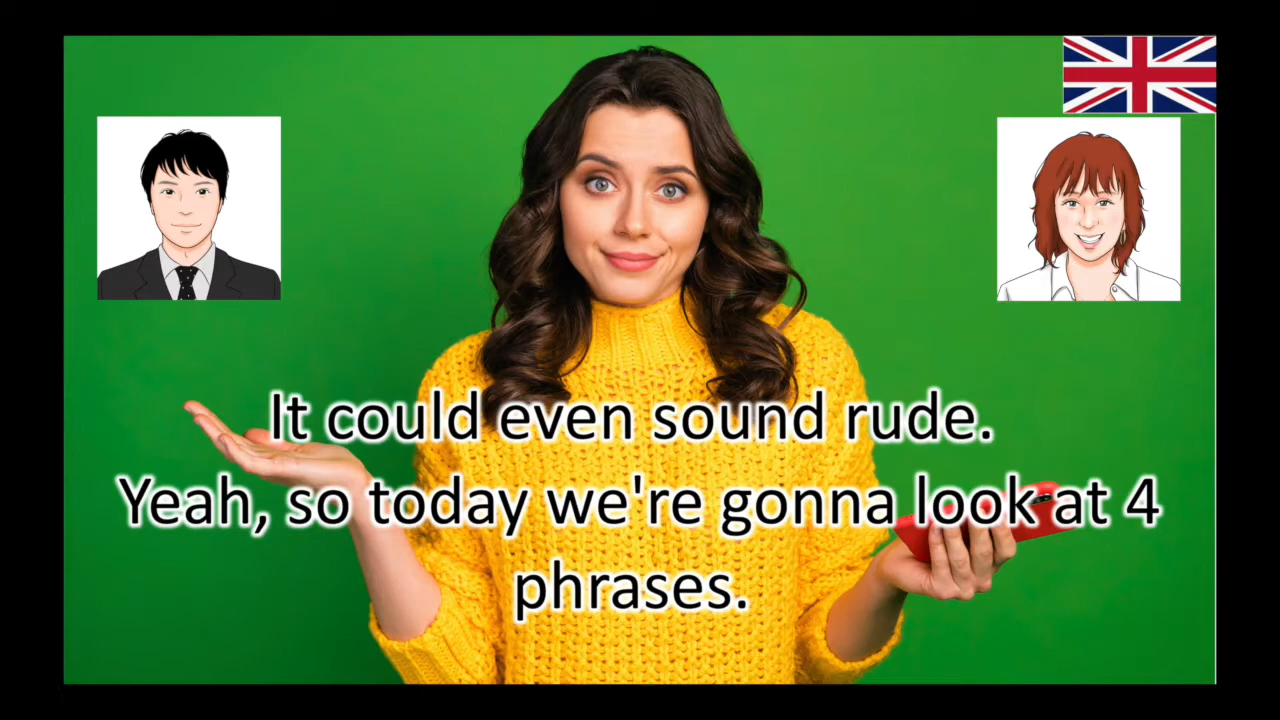 It could even sound rude.
Yeah, so today we're gonna look at 4
phrases.